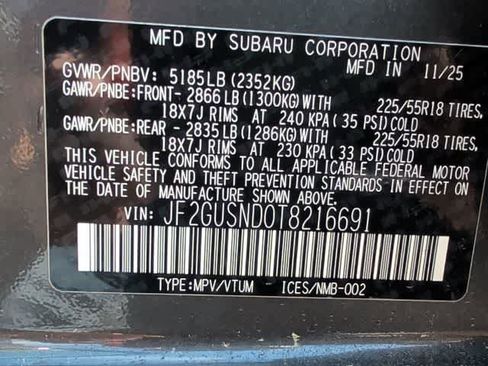 MFD BY SUBARU CORPORATION
GVWR/PNBV: 5185LB (2352KG) MFD IN 11/25
GAWR/PNBE:FRONT- 2866 LB (1300KG) WITH 225/55R18 TIRES,
18X7J RIMS AT 240 KPA (35 PSI) COLD
GAWR/PNBE:REAR - 2835 LB (1286KG) WITH 225/55R18 TIRES,
18X7J RIMS AT 230 KPA (33 PSI) COLD
THIS VEHICLE CONFORMS TO ALL APPLICABLE FEDERAL MOTOR
VEHICLE SAFETY AND THEFT PREVENTION STANDARDS IN EFFECT ON
THE DATE OF MANUFACTURE SHOWN ABOVE.
VIN: JF2GUSND0T8216691
TYPE:MPV/VTUM ICES/NMB-002